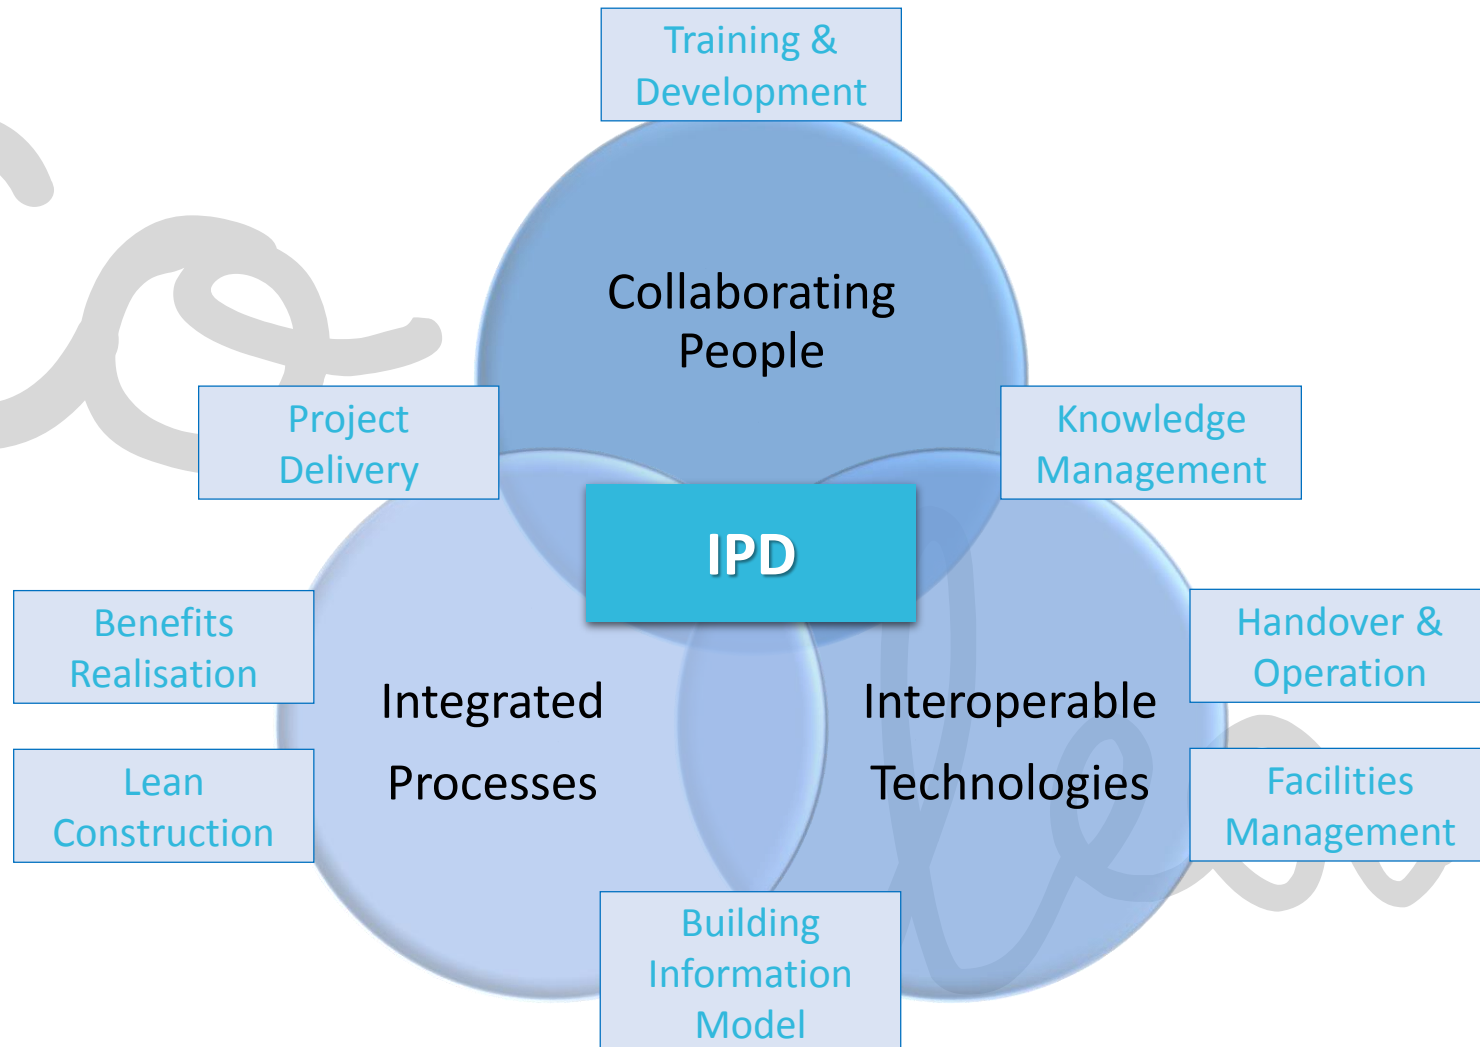 Training &
Development
Collaborating
People
Project
Delivery
Knowledge
Management
IPD
Benefits
Realisation
Handover &
Operation
Integrated
Processes
Interoperable
Technologies
Lean
Construction
Facilities
Management
Building
Information
Model